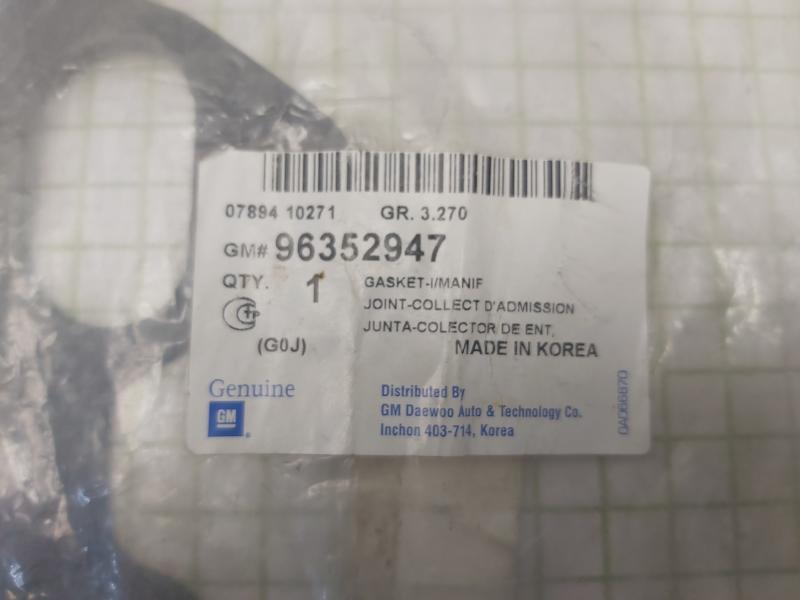 07894 10271 GR. 3.270
GM# 96352947
QTY. 1 GASKET-I/MANIF
JOINT-COLLECT D'ADMISSION
JUNTA-COLECTOR DE ENT.
(G0J) MADE IN KOREA
Genuine
GM
Distributed By
GM Daewoo Auto & Technology Co.
Inchon 403-714, Korea